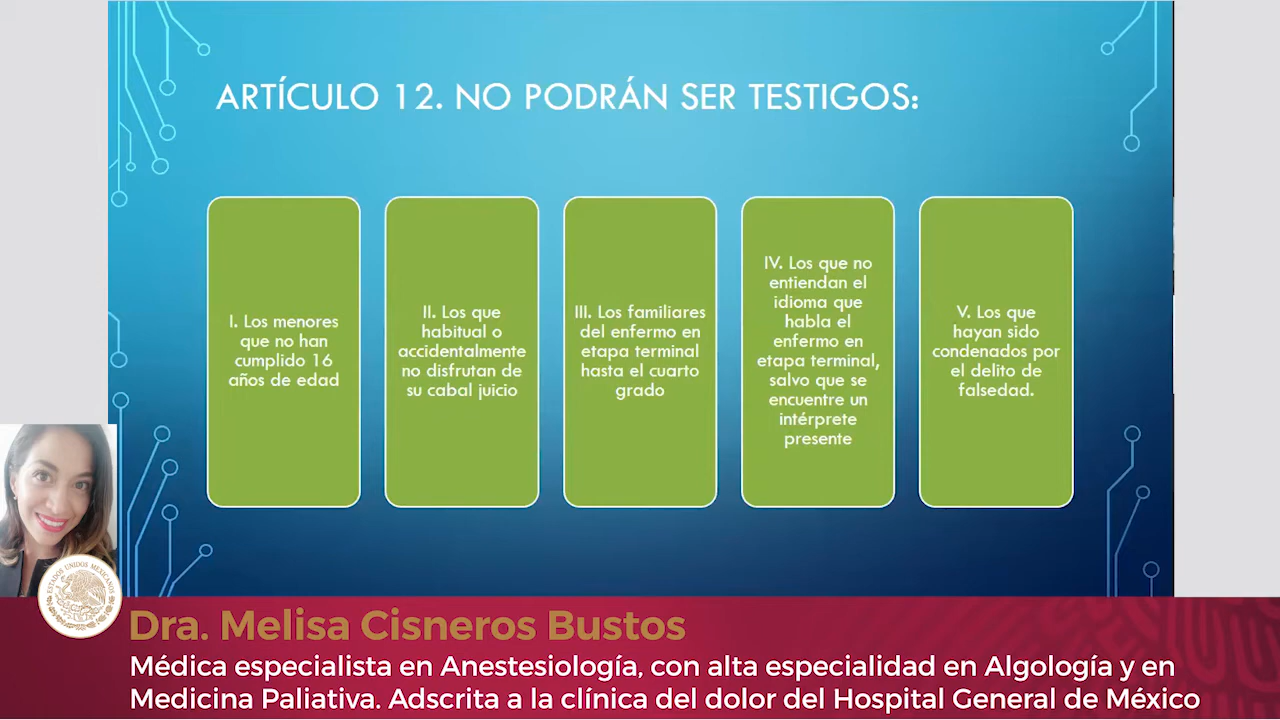 ARTÍCULO 12. NO PODRÁN SER TESTIGOS:
I. Los menores
que no han
cumplido 16
años de edad
II. Los que
habitual o
accidentalmente
no disfrutan de
su cabal juicio
III. Los familiares
del enfermo en
etapa terminal
hasta el cuarto
grado
IV. Los que no
entiendan el
idioma que
habla el
enfermo en
etapa terminal,
salvo que se
encuentre un
intérprete
presente
V. Los que
hayan sido
condenados por
el delito de
falsedad.
ESTADOS UNIDOS MEXICANOS
Dra. Melisa Cisneros Bustos
Médica especialista en Anestesiología, con alta especialidad en Algología y en
Medicina Paliativa. Adscrita a la clínica del dolor del Hospital General de México